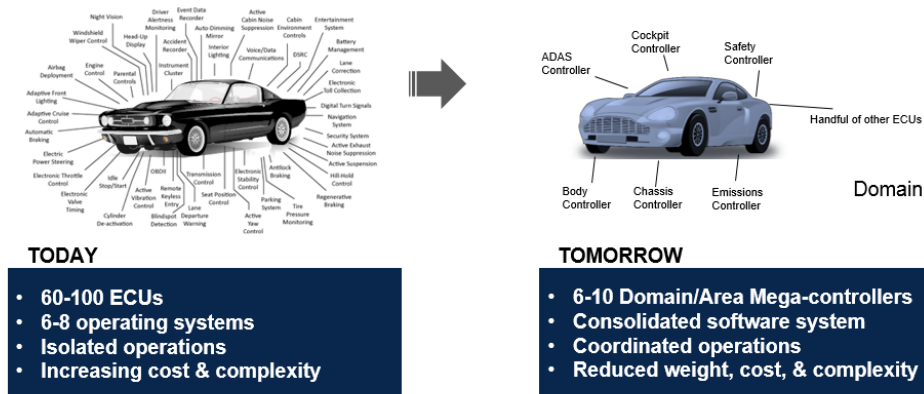 Night Vision
Driver
Alertness
Monitoring
Event Data
Recorder
Auto-Dimming
Mirror
Active
Cabin Noise
Suppression
Cabin
Environment
Controls
Entertainment
System
Windshield
Wiper Control
Head-Up
Display
Accident
Recorder
Interior
Lighting
Voice/Data
Communications
DSRC
Battery
Management
Airbag
Deployment
Engine
Control
Parental
Controls
Instrument
Cluster
Lane
Correction
Electronic
Toll Collection
Adaptive Front
Lighting
Digital Turn Signals
Adaptive Cruise
Control
Navigation
System
Automatic
Braking
Security System
Active Exhaust
Noise Suppression
Electric
Power Steering
Active Suspension
Electronic Throttle
Control
Hill-Hold
Control
Electronic
Valve
Timing
Idle
Stop/Start
OBDII
Transmission
Control
Electronic
Stability
Control
Antilock
Braking
Regenerative
Braking
Cylinder
De-activation
Active
Vibration
Control
Remote
Keyless
Entry
Seat Position
Control
Parking
System
Tire
Pressure
Monitoring
Blindspot
Detection
Lane
Departure
Warning
Active
Yaw
Control
ADAS
Controller
Cockpit
Controller
Safety
Controller
Handful of other ECUs
Body
Controller
Chassis
Controller
Emissions
Controller
Domain
TODAY
• 60-100 ECUs
• 6-8 operating systems
• Isolated operations
• Increasing cost & complexity
TOMORROW
• 6-10 Domain/Area Mega-controllers
• Consolidated software system
• Coordinated operations
• Reduced weight, cost, & complexity